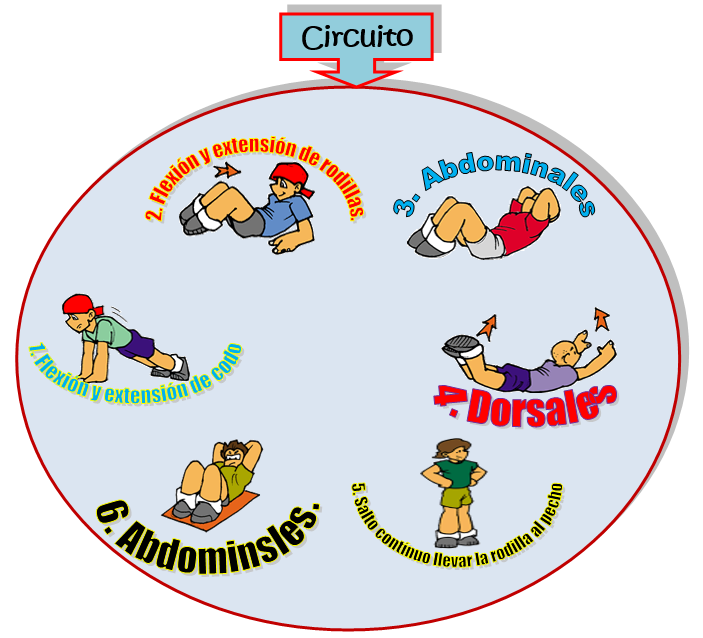 Circuito
1. Flexión y extensión de codo
2. Flexión y extensión de rodillas.
3. Abdominales
4. Dorsales
5. Salto continuo llevar la rodilla al pecho
6. Abdominsles.